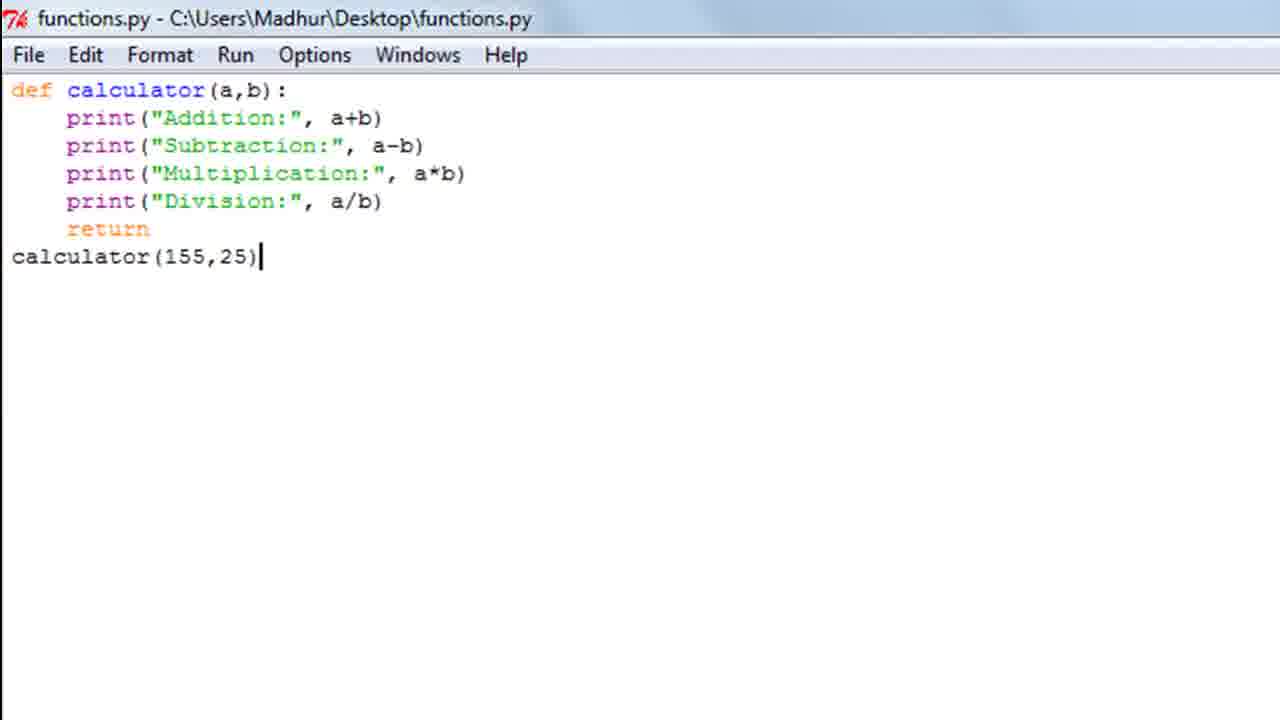 functions.py - C:\Users\Madhur\Desktop\functions.py
File Edit Format Run Options Windows Help
def calculator(a,b):
    print("Addition:", a+b)
    print("Subtraction:", a-b)
    print("Multiplication:", a*b)
    print("Division:", a/b)
    return
calculator(155,25)